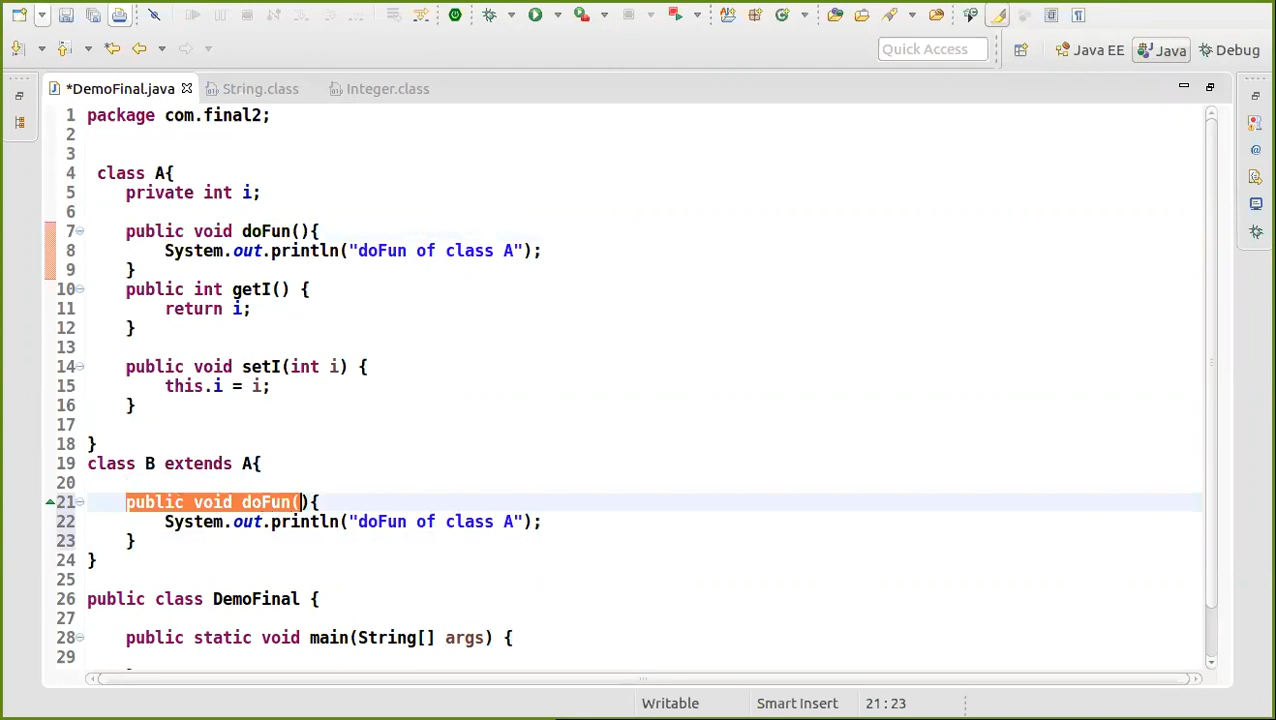 Quick Access
Java EE
Java
Debug
*DemoFinal.java
String.class
Integer.class
1 package com.final2;
2
3
4 class A{
5 private int i;
6
7 public void doFun(){
8 System.out.println("doFun of class A");
9 }
10 public int getI() {
11 return i;
12 }
13
14 public void setI(int i) {
15 this.i = i;
16 }
17
18 }
19 class B extends A{
20
21 public void doFun(){
22 System.out.println("doFun of class A");
23 }
24 }
25
26 public class DemoFinal {
27
28 public static void main(String[] args) {
29
Writable
Smart Insert
21 : 23